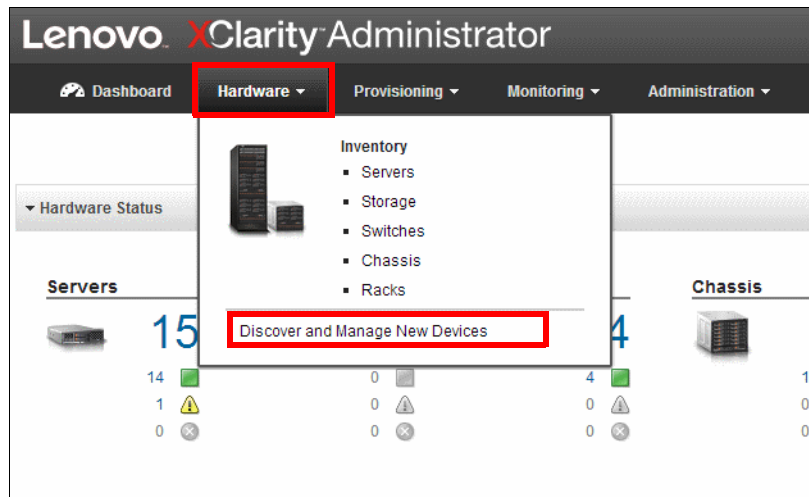 Lenovo XClarity Administrator
Dashboard Hardware Provisioning Monitoring Administration
Inventory
Servers
Storage
Switches
Chassis
Racks
Discover and Manage New Devices
Hardware Status
Servers Chassis
15 4
14 0 4 1
1 0 0 0
0 0 0 0